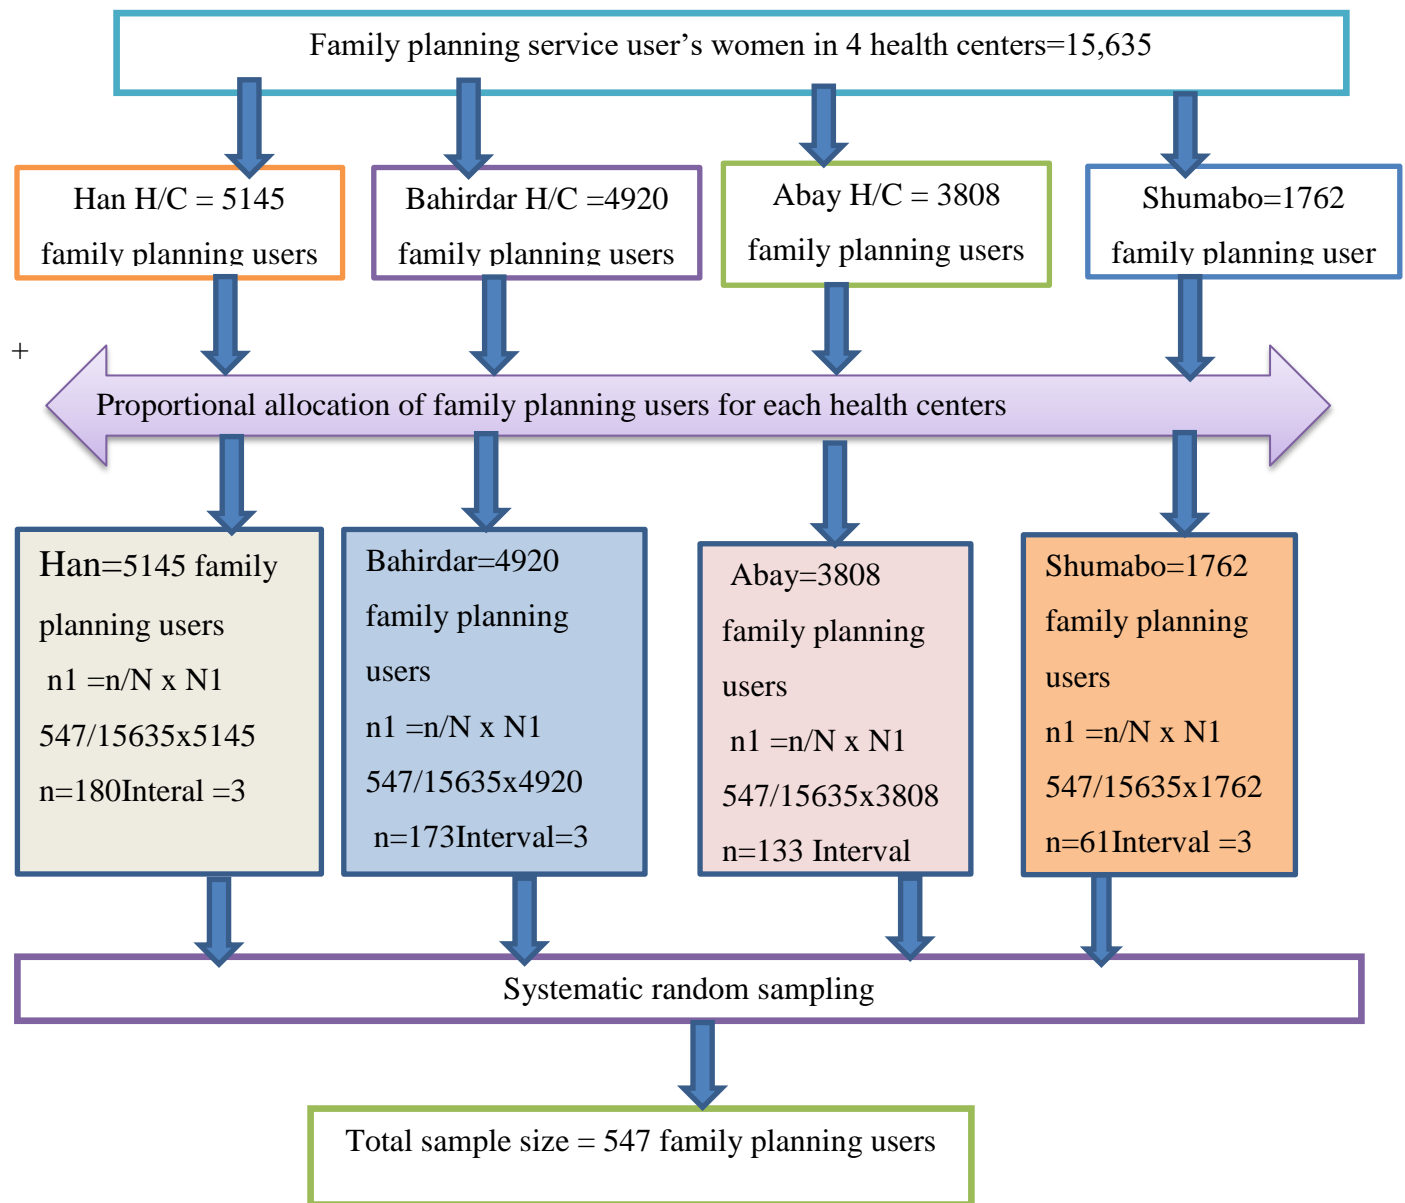 Family planning service user’s women in 4 health centers=15,635
Han H/C = 5145
family planning users
Bahirdar H/C =4920
family planning users
Abay H/C = 3808
family planning users
Shumabo=1762
family planning user
+
Proportional allocation of family planning users for each health centers
Han=5145 family
planning users
n1 =n/N x N1
547/15635x5145
n=180Interal =3
Bahirdar=4920
family planning
users
n1 =n/N x N1
547/15635x4920
n=173Interval=3
Abay=3808
family planning
users
n1 =n/N x N1
547/15635x3808
n=133 Interval
Shumabo=1762
family planning
users
n1 =n/N x N1
547/15635x1762
n=61Interval =3
Systematic random sampling
Total sample size = 547 family planning users